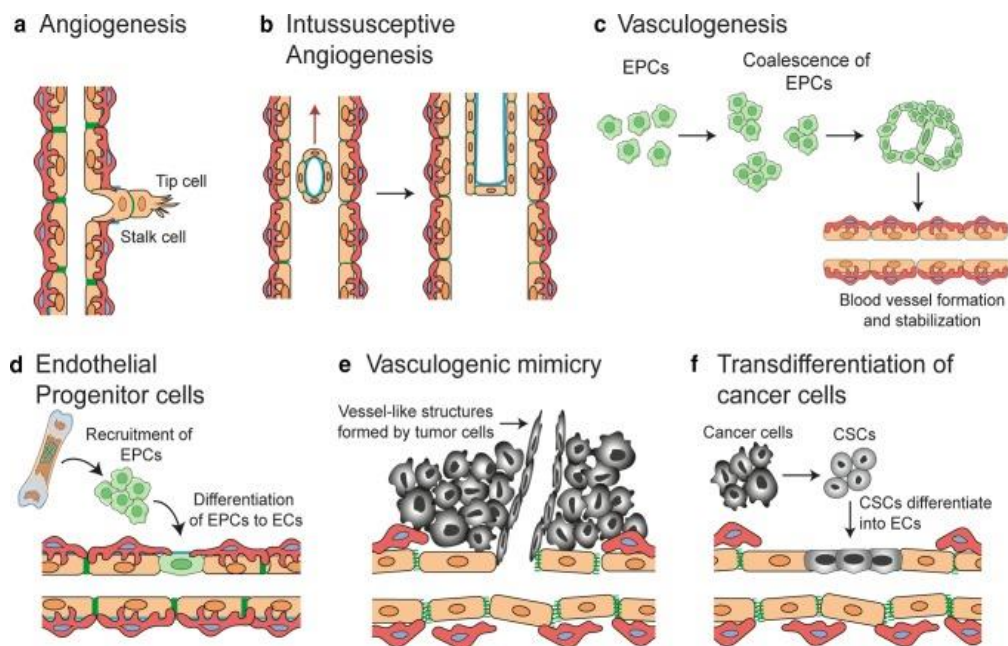 a Angiogenesis
Tip cell
Stalk cell
b Intussusceptive
Angiogenesis
c Vasculogenesis
EPCs
Coalescence of
EPCs
Blood vessel formation
and stabilization
d Endothelial
Progenitor cells
Recruitment of
EPCs
Differentiation
of EPCs to ECs
e Vasculogenic mimicry
Vessel-like structures
formed by tumor cells
f Transdifferentiation of
cancer cells
Cancer cells
CSCs
CSCs differentiate
into ECs